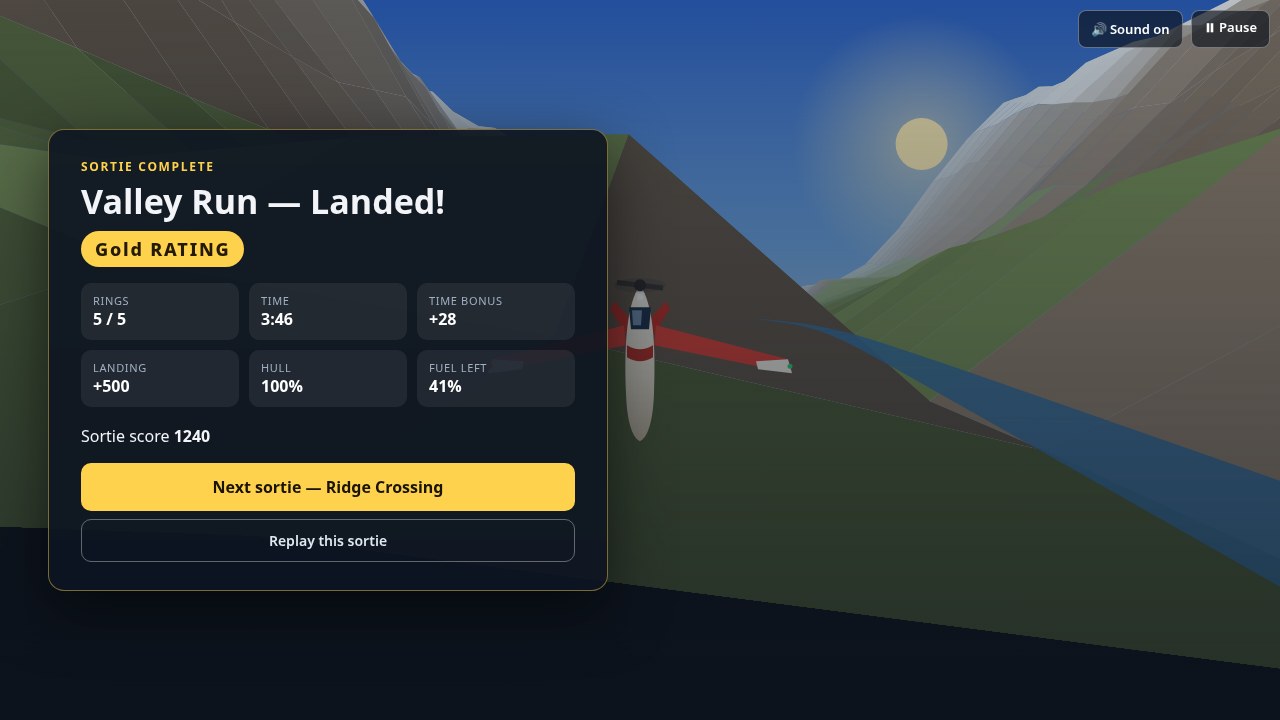 🔊 Sound on
⏸ Pause
SORTIE COMPLETE
Valley Run — Landed!
Gold RATING
RINGS
5 / 5
TIME
3:46
TIME BONUS
+28
LANDING
+500
HULL
100%
FUEL LEFT
41%
Sortie score 1240
Next sortie — Ridge Crossing
Replay this sortie